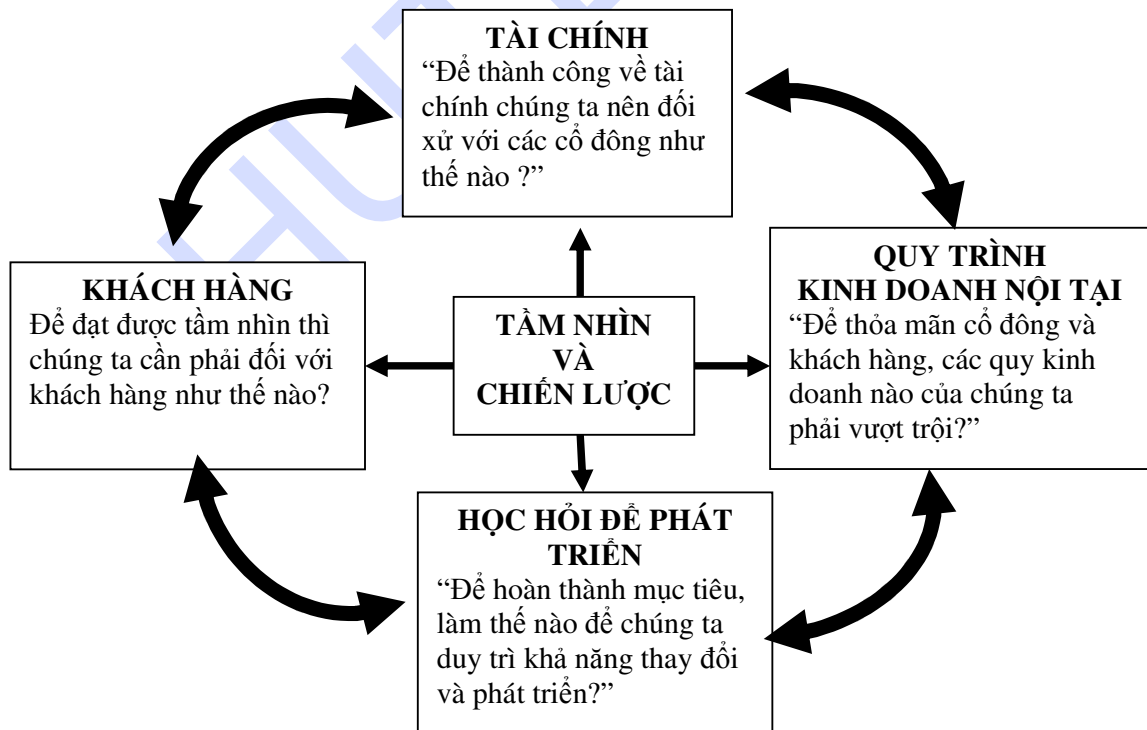 TÀI CHÍNH
“Để thành công về tài
chính chúng ta nên đối
xử với các cổ đông như
thế nào ?”
KHÁCH HÀNG
Để đạt được tầm nhìn thì
chúng ta cần phải đối với
khách hàng như thế nào?
TẦM NHÌN
VÀ
CHIẾN LƯỢC
QUY TRÌNH
KINH DOANH NỘI TẠI
“Để thỏa mãn cổ đông và
khách hàng, các quy kinh
doanh nào của chúng ta
phải vượt trội?”
HỌC HỎI ĐỂ PHÁT
TRIỂN
“Để hoàn thành mục tiêu,
làm thế nào để chúng ta
duy trì khả năng thay đổi
và phát triển?”